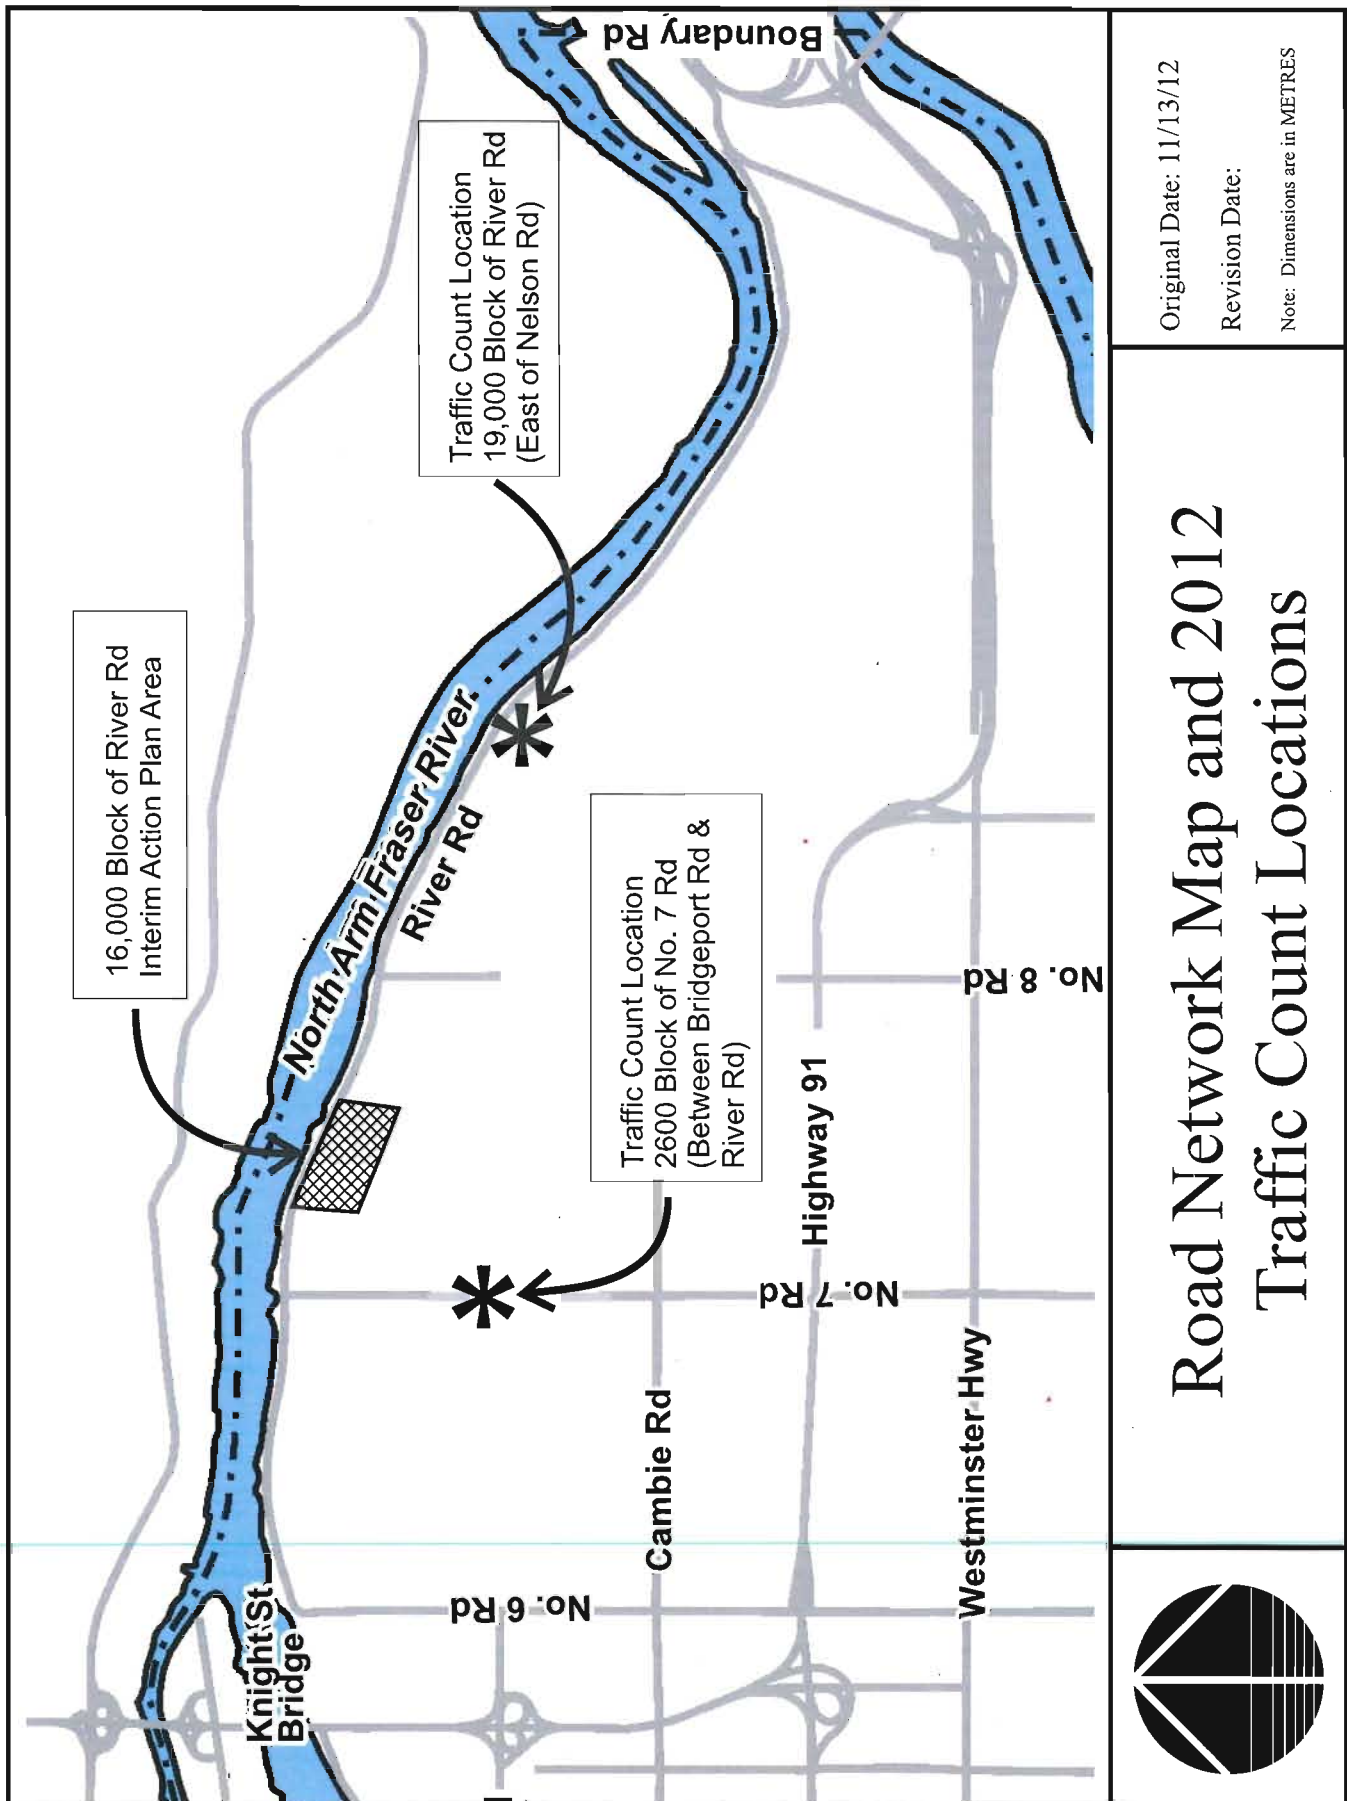 16,000 Block of River Rd
Interim Action Plan Area
Traffic Count Location
19,000 Block of River Rd
(East of Nelson Rd)
Boundary Rd
North Arm Fraser River
River Rd
Knight St
Bridge
Traffic Count Location
2600 Block of No. 7 Rd
(Between Bridgeport Rd &
River Rd)
No. 6 Rd
No. 7 Rd
No. 8 Rd
Cambie Rd
Highway 91
Westminster Hwy
Road Network Map and 2012
Traffic Count Locations
Original Date: 11/13/12
Revision Date:
Note: Dimensions are in METRES